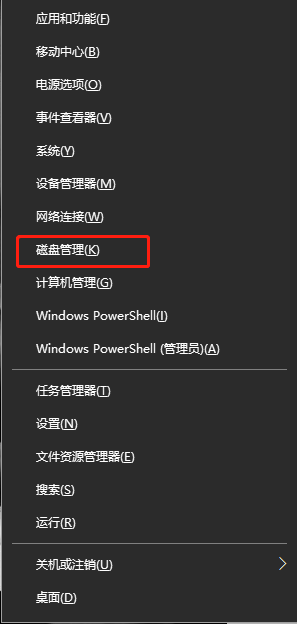 应用和功能(F)
移动中心(B)
电源选项(O)
事件查看器(V)
系统(Y)
设备管理器(M)
网络连接(W)
磁盘管理(K)
计算机管理(G)
Windows PowerShell(I)
Windows PowerShell (管理员)(A)
任务管理器(T)
设置(N)
文件资源管理器(E)
搜索(S)
运行(R)
关机或注销(U)
桌面(D)